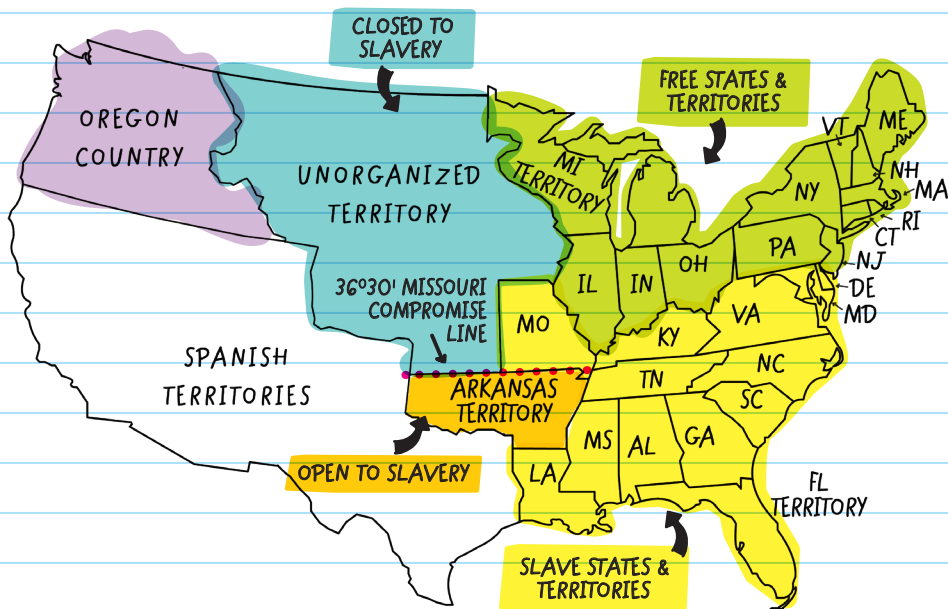 CLOSED TO
SLAVERY
FREE STATES &
TERRITORIES
OREGON
COUNTRY
UNORGANIZED
TERRITORY
MI
TERRITORY
VT
ME
NH
MA
NY
RI
CT
PA
NJ
OH
IL
IN
DE
MD
36º30' MISSOURI
COMPROMISE
LINE
MO
VA
KY
SPANISH
TERRITORIES
NC
TN
ARKANSAS
TERRITORY
SC
MS
AL
GA
OPEN TO SLAVERY
LA
FL
TERRITORY
SLAVE STATES &
TERRITORIES